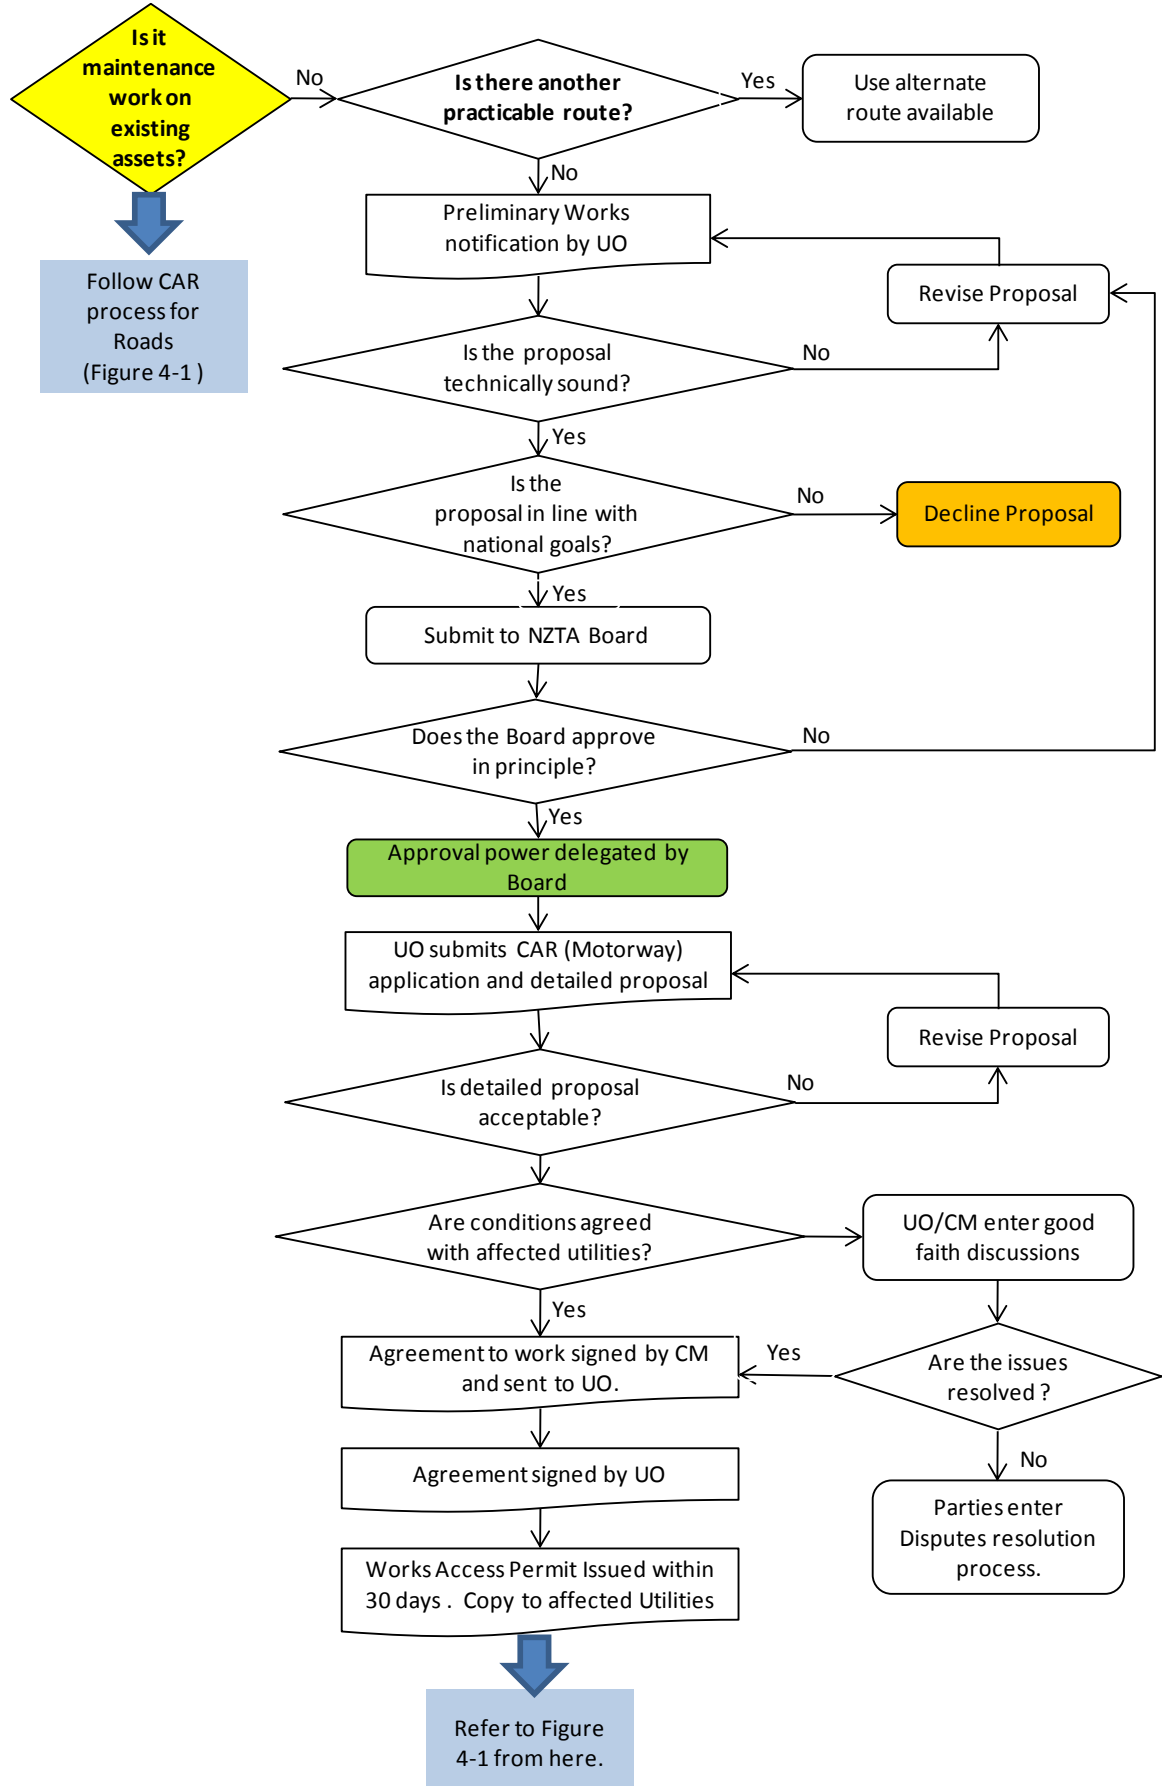 Is it
maintenance
work on
existing
assets?
No
Is there another
practicable route?
Yes
Use alternate
route available
No
Follow CAR
process for
Roads
(Figure 4-1 )
Preliminary Works
notification by UO
Revise Proposal
Is the proposal
technically sound?
No
Yes
Is the
proposal in line with
national goals?
No
Decline Proposal
Yes
Submit to NZTA Board
Does the Board approve
in principle?
No
Yes
Approval power delegated by
Board
UO submits CAR (Motorway)
application and detailed proposal
Revise Proposal
Is detailed proposal
acceptable?
No
Are conditions agreed
with affected utilities?
UO/CM enter good
faith discussions
Yes
Agreement to work signed by CM
and sent to UO.
Yes
Are the issues
resolved ?
No
Agreement signed by UO
Parties enter
Disputes resolution
process.
Works Access Permit Issued within
30 days . Copy to affected Utilities
Refer to Figure
4-1 from here.